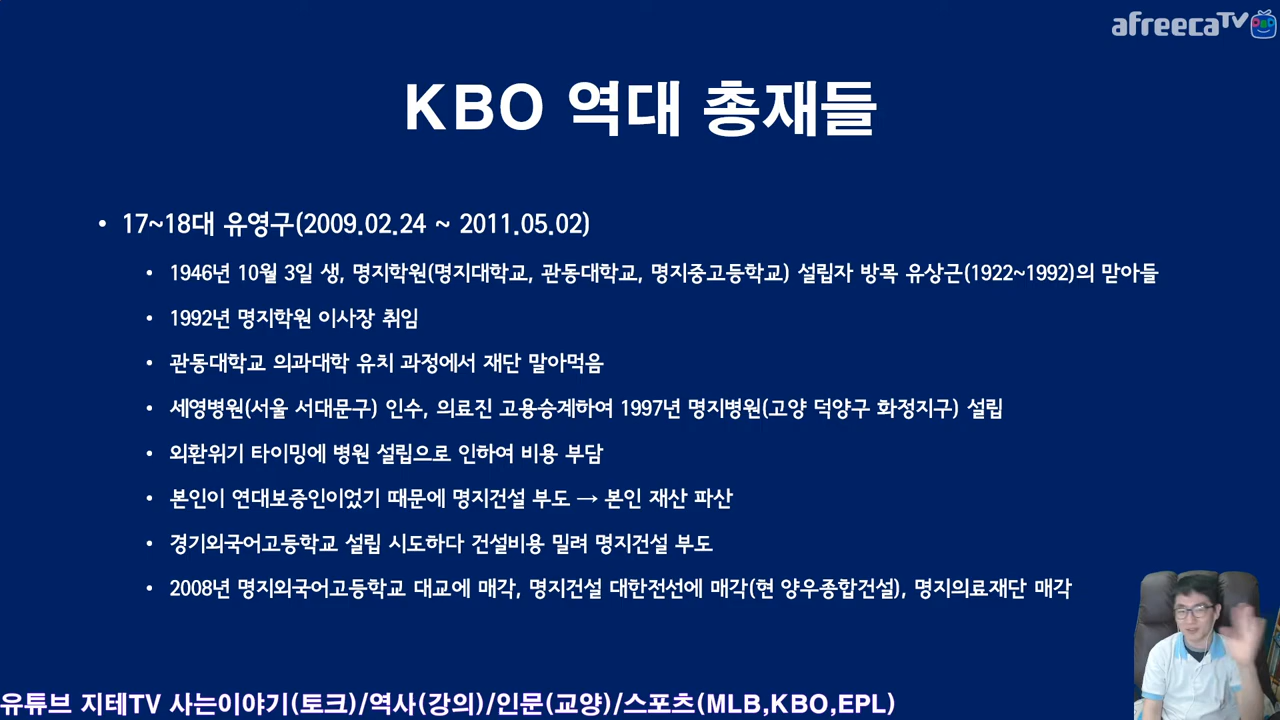 afreecaTV
KBO 역대 총재들
• 17~18대 유영구(2009.02.24 ~ 2011.05.02)
• 1946년 10월 3일 생, 명지학원(명지대학교, 관동대학교, 명지중고등학교) 설립자 방목 유상근(1922~1992)의 맏아들
• 1992년 명지학원 이사장 취임
• 관동대학교 의과대학 유치 과정에서 재단 말아먹음
• 세영병원(서울 서대문구) 인수, 의료진 고용승계하여 1997년 명지병원(고양 덕양구 화정지구) 설립
• 외환위기 타이밍에 병원 설립으로 인하여 비용 부담
• 본인이 연대보증인이었기 때문에 명지건설 부도 → 본인 재산 파산
• 경기외국어고등학교 설립 시도하다 건설비용 밀려 명지건설 부도
• 2008년 명지외국어고등학교 대교에 매각, 명지건설 대한전선에 매각(현 양우종합건설), 명지의료재단 매각
유튜브 지테TV 사는이야기(토크)/역사(강의)/인문(교양)/스포츠(MLB,KBO,EPL)